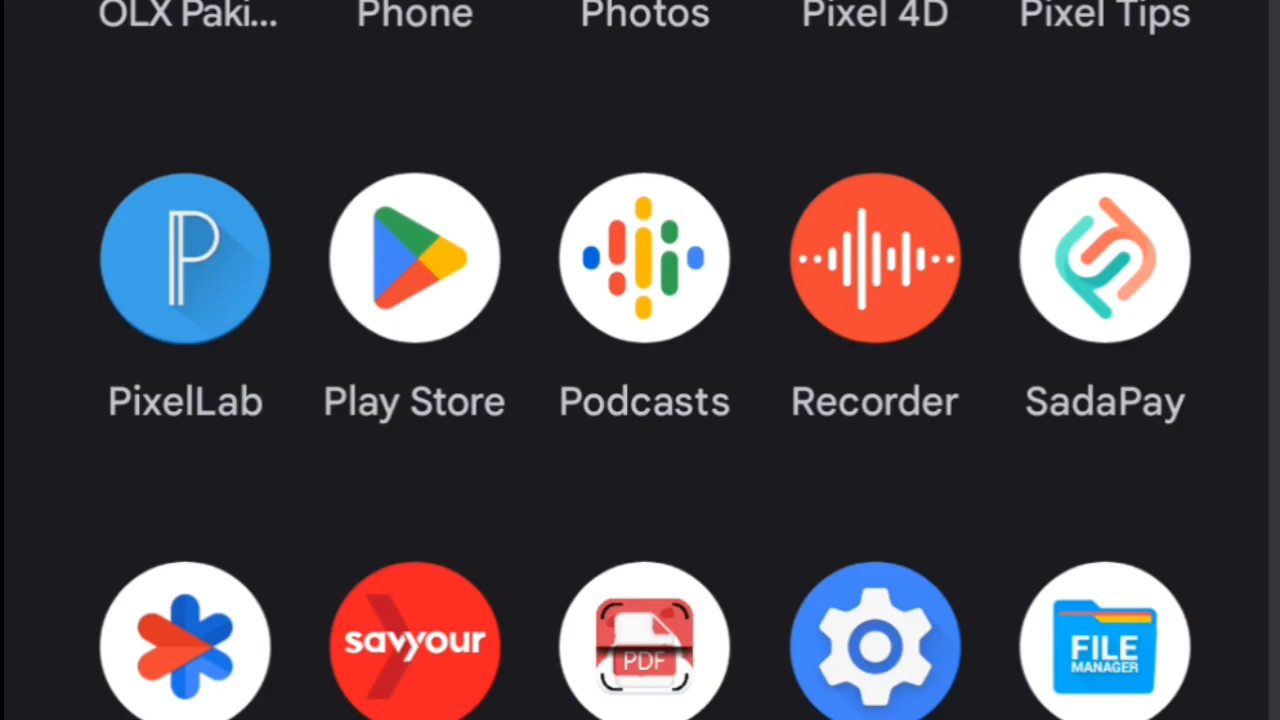 OLX Paki...
Phone
Photos
Pixel 4D
Pixel Tips
P
PixelLab
Play Store
Podcasts
Recorder
SadaPay
savyour
PDF
FILE
MANAGER